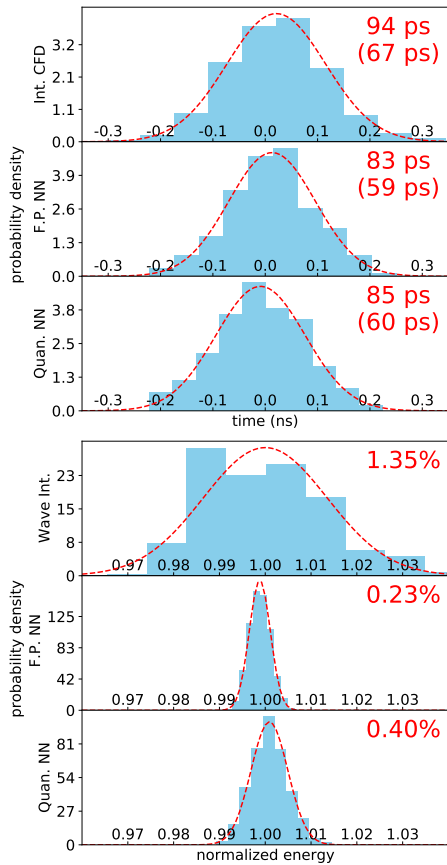 94 ps
(67 ps)
Int. CFD
3.2
2.1
1.1
0.0
-0.3 -0.2 -0.1 0.0 0.1 0.2 0.3
83 ps
(59 ps)
probability density
F.P. NN
3.9
2.6
1.3
0.0
-0.3 -0.2 -0.1 0.0 0.1 0.2 0.3
85 ps
(60 ps)
Quan. NN
4.8
3.7
2.5
1.3
0.0
-0.3 -0.2 -0.1 0.0 0.1 0.2 0.3
time (ns)
1.35%
Wave Int.
23
15
8
0
0.97 0.98 0.99 1.00 1.01 1.02 1.03
0.23%
probability density
F.P. NN
125
83
42
0
0.97 0.98 0.99 1.00 1.01 1.02 1.03
0.40%
Quan. NN
81
54
27
0
0.97 0.98 0.99 1.00 1.01 1.02 1.03
normalized energy